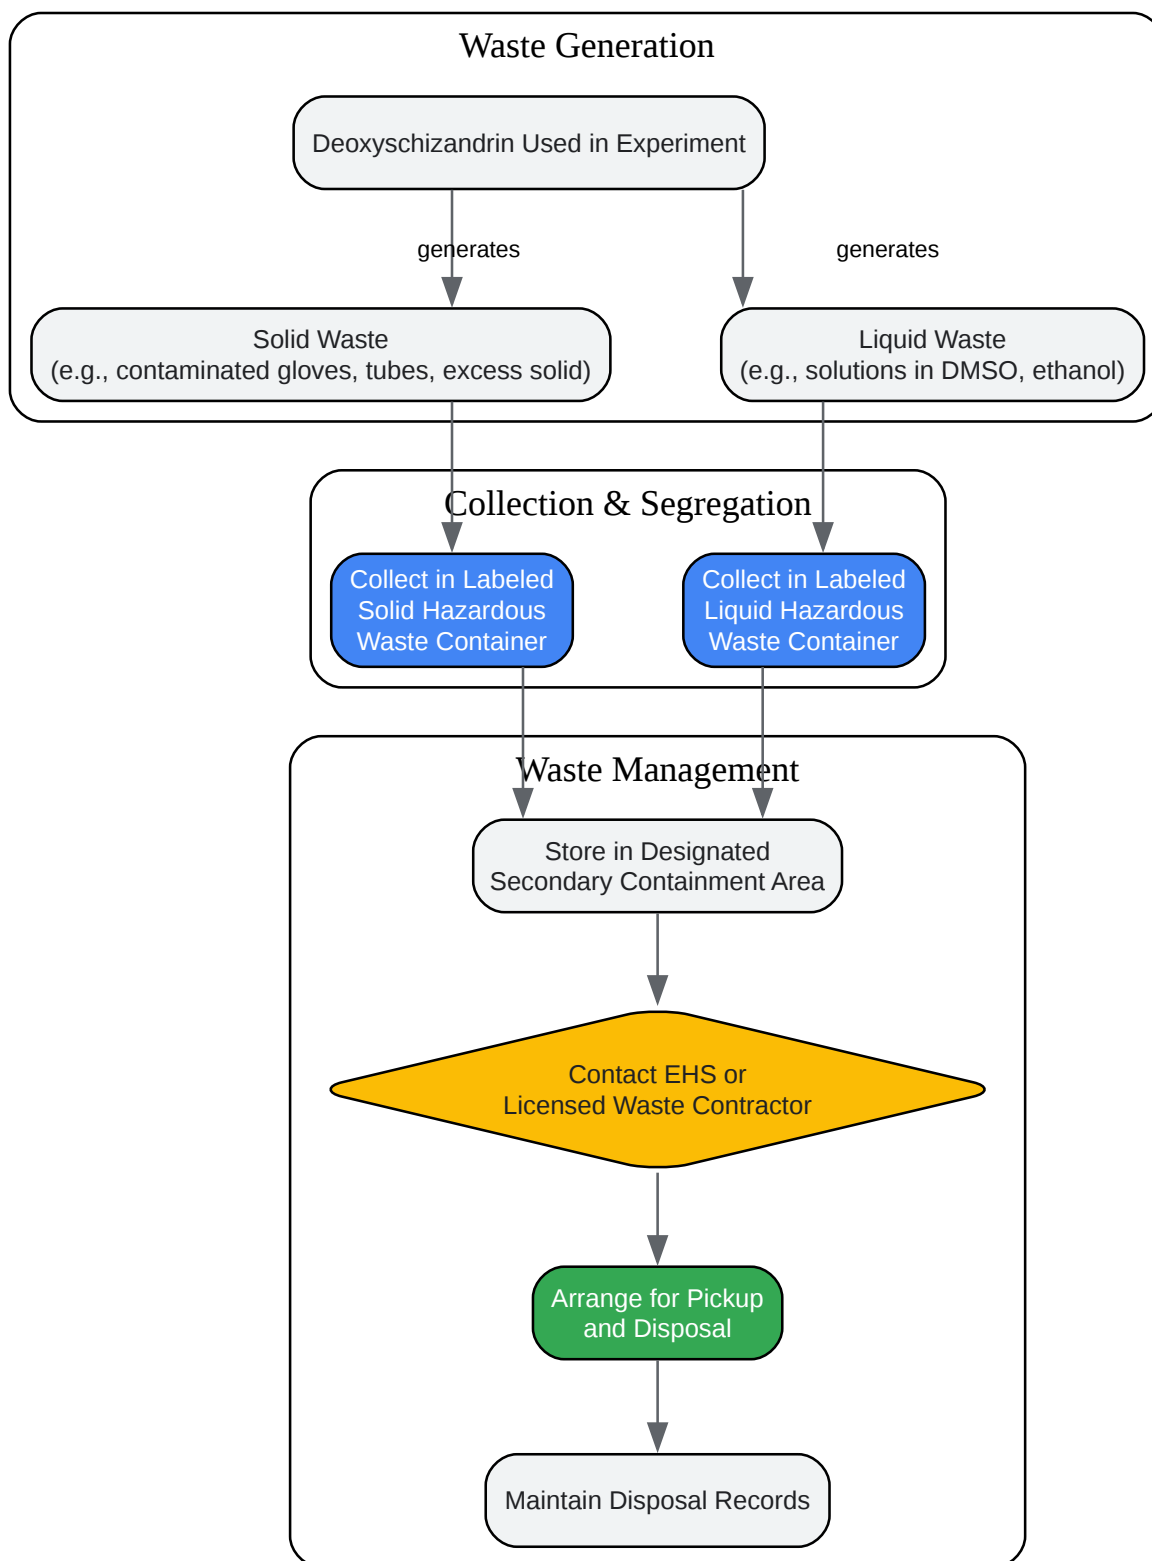 Waste Generation
Deoxyschizandrin Used in Experiment
generates
generates
Solid Waste
(e.g., contaminated gloves, tubes, excess solid)
Liquid Waste
(e.g., solutions in DMSO, ethanol)
Collection & Segregation
Collect in Labeled
Solid Hazardous
Waste Container
Collect in Labeled
Liquid Hazardous
Waste Container
Waste Management
Store in Designated
Secondary Containment Area
Contact EHS or
Licensed Waste Contractor
Arrange for Pickup
and Disposal
Maintain Disposal Records